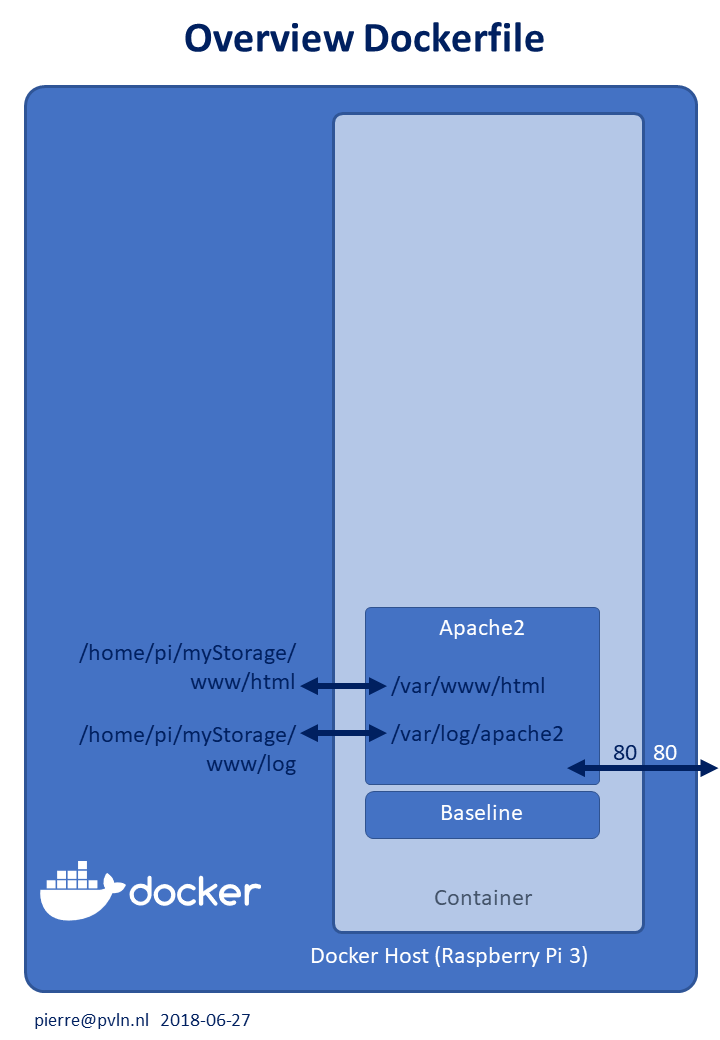 Overview Dockerfile
Apache2
/home/pi/myStorage/
www/html
/var/www/html
/home/pi/myStorage/
www/log
/var/log/apache2
80 80
Baseline
docker
Container
Docker Host (Raspberry Pi 3)
pierre@pvln.nl 2018-06-27